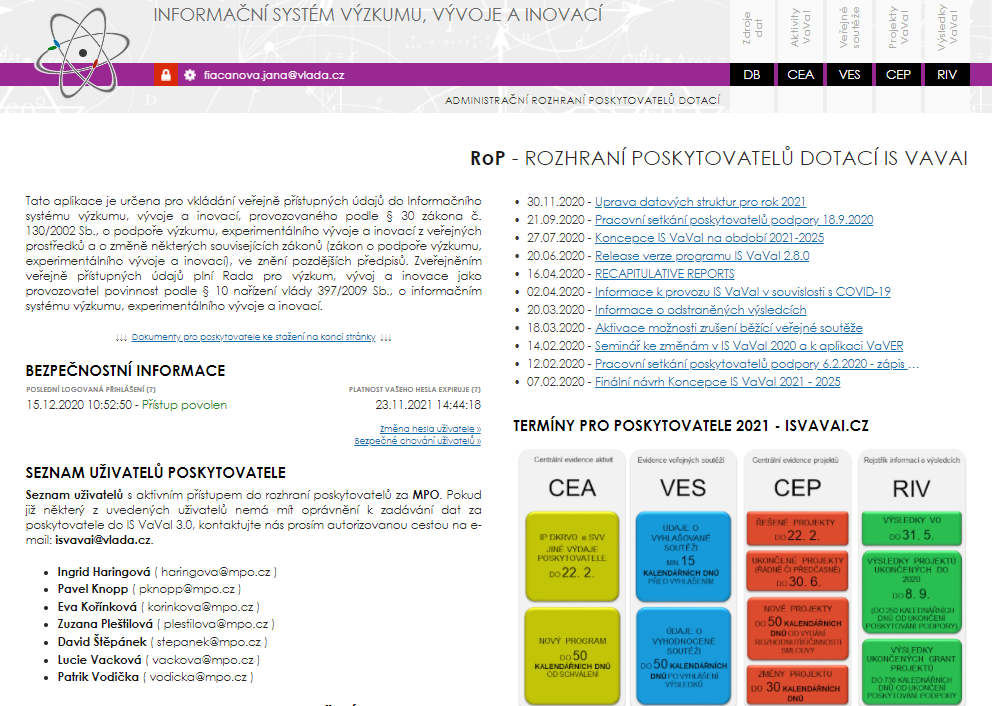 INFORMAČNÍ SYSTÉM VÝZKUMU, VÝVOJE A INOVACÍ
Zdroje dat
Aktivity VaVaI
Veřejné soutěže
Projekty VaVaI
Výsledky VaVaI
fiacanova.jana@vlada.cz
DB CEA VES CEP RIV
ADMINISTRAČNÍ ROZHRANÍ POSKYTOVATELŮ DOTACÍ
RoP - ROZHRANÍ POSKYTOVATELŮ DOTACÍ IS VAVAI
Tato aplikace je určena pro vkládání veřejně přístupných údajů do Informačního
systému výzkumu, vývoje a inovací, provozovaného podle § 30 zákona č.
130/2002 Sb., o podpoře výzkumu, experimentálního vývoje a inovací z veřejných
prostředků a o změně některých souvisejících zákonů (zákon o podpoře výzkumu,
experimentálního vývoje a inovací), ve znění pozdějších předpisů. Zveřejněním
veřejně přístupných údajů plní Rada pro výzkum, vývoj a inovace jako
provozovatel povinnost podle § 10 nařízení vlády 397/2009 Sb., o informačním
systému výzkumu, experimentálního vývoje a inovací.
↓↓↓ Dokumenty pro poskytovatele ke stažení na konci stránky ↓↓↓
BEZPEČNOSTNÍ INFORMACE
POSLEDNÍ LOGOVANÁ PŘIHLÁŠENÍ (?) PLATNOST VAŠEHO HESLA EXPIRUJE (?)
15.12.2020 10:52:50 - Přístup povolen 23.11.2021 14:44:18
Změna hesla uživatele »
Bezpečné chování uživatelů »
SEZNAM UŽIVATELŮ POSKYTOVATELE
Seznam uživatelů s aktivním přístupem do rozhraní poskytovatelů za MPO. Pokud
již některý z uvedených uživatelů nemá mít oprávnění k zadávání dat za
poskytovatele do IS VaVaI 3.0, kontaktujte nás prosím autorizovanou cestou na e-
mail: isvavai@vlada.cz.
• Ingrid Haringová ( haringova@mpo.cz )
• Pavel Knopp ( pknopp@mpo.cz )
• Eva Kořínková ( korinkova@mpo.cz )
• Zuzana Pleštilová ( plestilova@mpo.cz )
• David Štěpánek ( stepanek@mpo.cz )
• Lucie Vacková ( vackova@mpo.cz )
• Patrik Vodička ( vodicka@mpo.cz )
• 30.11.2020 - Uprava datových struktur pro rok 2021
• 21.09.2020 - Pracovní setkání poskytovatelů podpory 18.9.2020
• 27.07.2020 - Koncepce IS VaVaI na období 2021-2025
• 20.06.2020 - Release verze programu IS VaVaI 2.8.0
• 16.04.2020 - RECAPITULATIVE REPORTS
• 02.04.2020 - Informace k provozu IS VaVaI v souvislosti s COVID-19
• 20.03.2020 - Informace o odstraněných výsledcích
• 18.03.2020 - Aktivace možnosti zrušení běžící veřejné soutěže
• 14.02.2020 - Seminář ke změnám v IS VaVaI 2020 a k aplikaci VaVER
• 12.02.2020 - Pracovní setkání poskytovatelů podpory 6.2.2020 - zápis ...
• 07.02.2020 - Finální návrh Koncepce IS VaVaI 2021 - 2025
TERMÍNY PRO POSKYTOVATELE 2021 - ISVAVAI.CZ
Centrální evidence aktivit
CEA
IP DKRVO a SVV
JINÉ VÝDAJE
POSKYTOVATELE
DO 22. 2.
NOVÝ PROGRAM
DO 50
KALENDÁŘNÍCH DNŮ
OD SCHVÁLENÍ
Evidence veřejných soutěží
VES
ÚDAJE O
VYHLAŠOVANÉ
SOUTĚŽI
MIN 15
KALENDÁŘNÍCH DNŮ
PŘED VYHLÁŠENÍM
ÚDAJE O
VYHODNOCENÉ
SOUTĚŽI
DO 50 KALENDÁŘNÍCH
DNŮ PO VYHLÁŠENÍ
VÝSLEDKŮ
Centrální evidence projektů
CEP
ŘEŠENÉ PROJEKTY
DO 22. 2.
UKONČENÉ PROJEKTY
(ŘÁDNĚ ČI PŘEDČASNĚ)
DO 30. 6.
NOVÉ PROJEKTY
DO 50 KALENDÁŘNÍCH
DNŮ OD VYDÁNÍ
ROZHODNUTÍ/ÚČINNOSTI
SMLOUVY
ZMĚNY PROJEKTU
DO 30 KALENDÁŘNÍCH
DNŮ
Rejstřík informací o výsledcích
RIV
VÝSLEDKY VO
DO 31. 5.
VÝSLEDKY PROJEKTŮ
UKONČENÝCH DO
2020
DO 8. 9.
(DO 250 KALENDÁŘNÍCH
DNŮ OD UKONČENÍ
POSKYTOVÁNÍ PODPORY)
VÝSLEDKY
UKONČENÝCH GRANT.
PROJEKTŮ
DO 730 KALENDÁŘNÍCH
DNŮ OD UKONČENÍ
POSKYTOVÁNÍ PODPORY